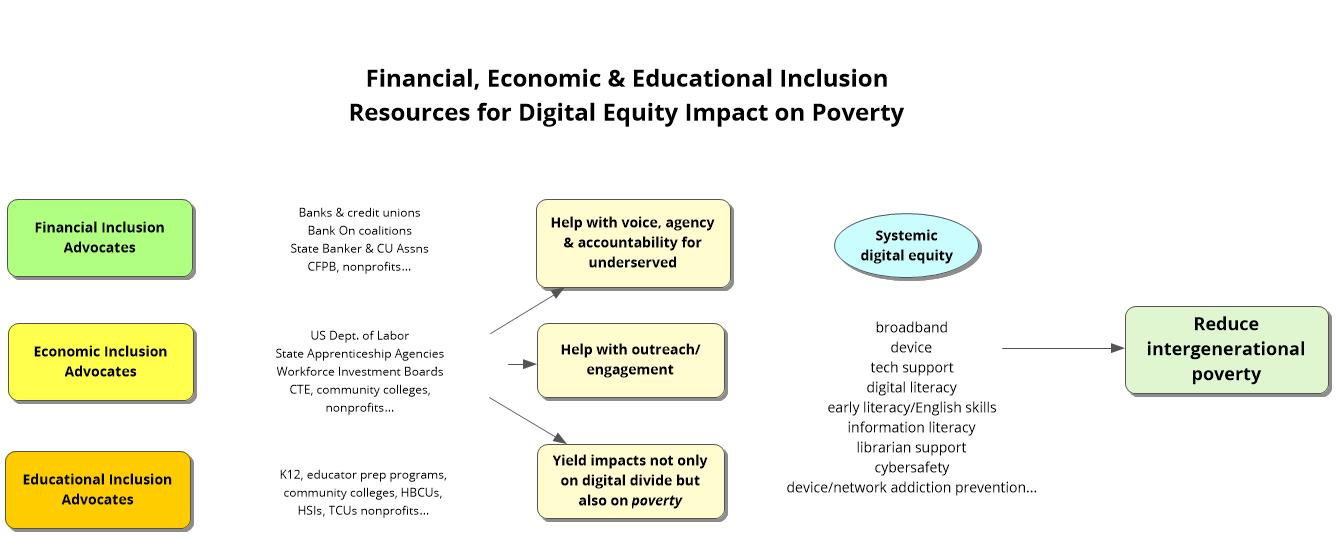 Financial, Economic & Educational Inclusion
Resources for Digital Equity Impact on Poverty
Financial Inclusion
Advocates
Banks & credit unions
Bank On coalitions
State Banker & CU Assns
CFPB, nonprofits...
Help with voice, agency
& accountability for
underserved
Systemic
digital equity
Economic Inclusion
Advocates
US Dept. of Labor
State Apprenticeship Agencies
Workforce Investment Boards
CTE, community colleges,
nonprofits...
Help with outreach/
engagement
broadband
device
tech support
digital literacy
early literacy/English skills
information literacy
librarian support
cybersafety
device/network addiction prevention...
Reduce
intergenerational
poverty
Educational Inclusion
Advocates
K12, educator prep programs,
community colleges, HBCUs,
HSIs, TCUs nonprofits...
Yield impacts not only
on digital divide but
also on poverty